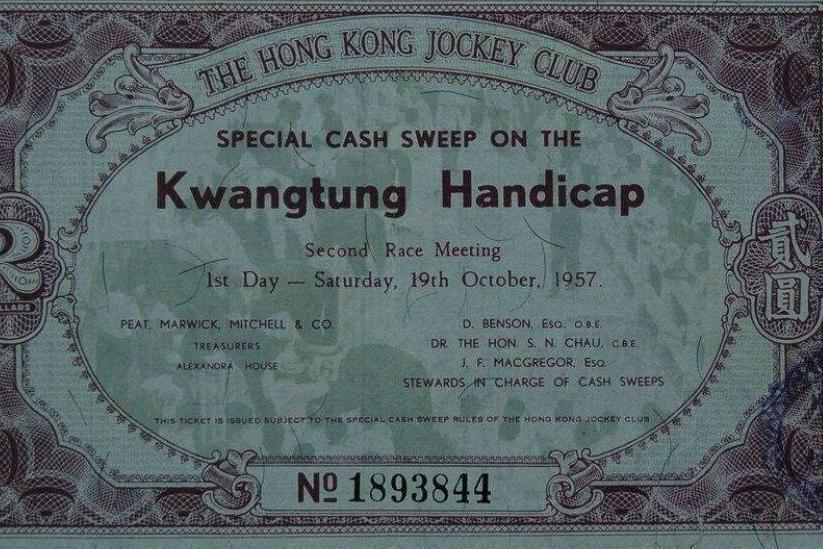 THE HONG KONG JOCKEY CLUB
SPECIAL CASH SWEEP ON THE
Kwangtung Handicap
Second Race Meeting
1st Day — Saturday, 19th October, 1957.
PEAT, MARWICK, MITCHELL & CO.
TREASURERS
ALEXANDRA HOUSE
D. BENSON, ESQ. O.B.E.
DR. THE HON. S. N. CHAU, C.B.E.
J. F. MACGREGOR, ESQ.
STEWARDS IN CHARGE OF CASH SWEEPS
2
DOLLARS
貳圓
THIS TICKET IS ISSUED SUBJECT TO THE SPECIAL CASH SWEEP RULES OF THE HONG KONG JOCKEY CLUB
Nº 1893844